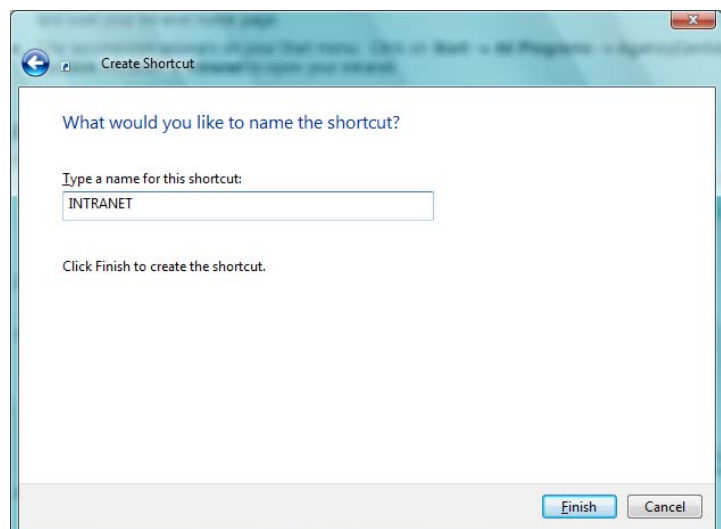 Create Shortcut
What would you like to name the shortcut?
Type a name for this shortcut:
INTRANET
Click Finish to create the shortcut.
Finish
Cancel